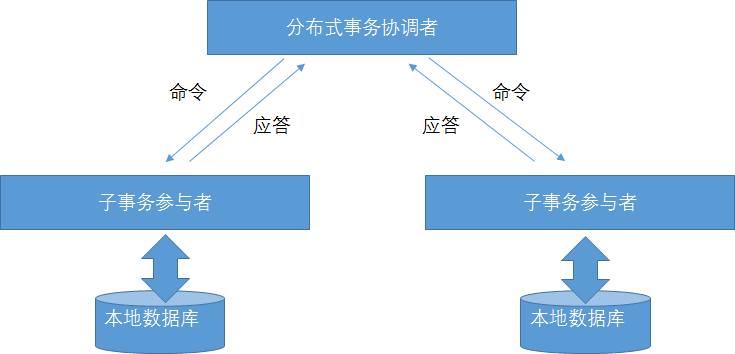 分布式事务协调者
命令
命令
应答
应答
子事务参与者
子事务参与者
本地数据库
本地数据库